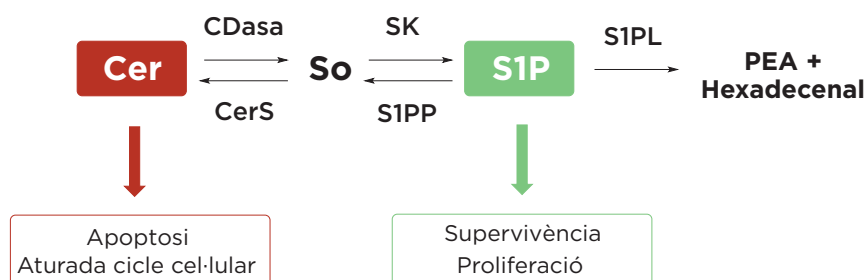 CDasa
SK
S1PL
Cer
So
S1P
PEA +
Hexadecenal
CerS
S1PP
Apoptosi
Aturada cicle cel·lular
Supervivència
Proliferació